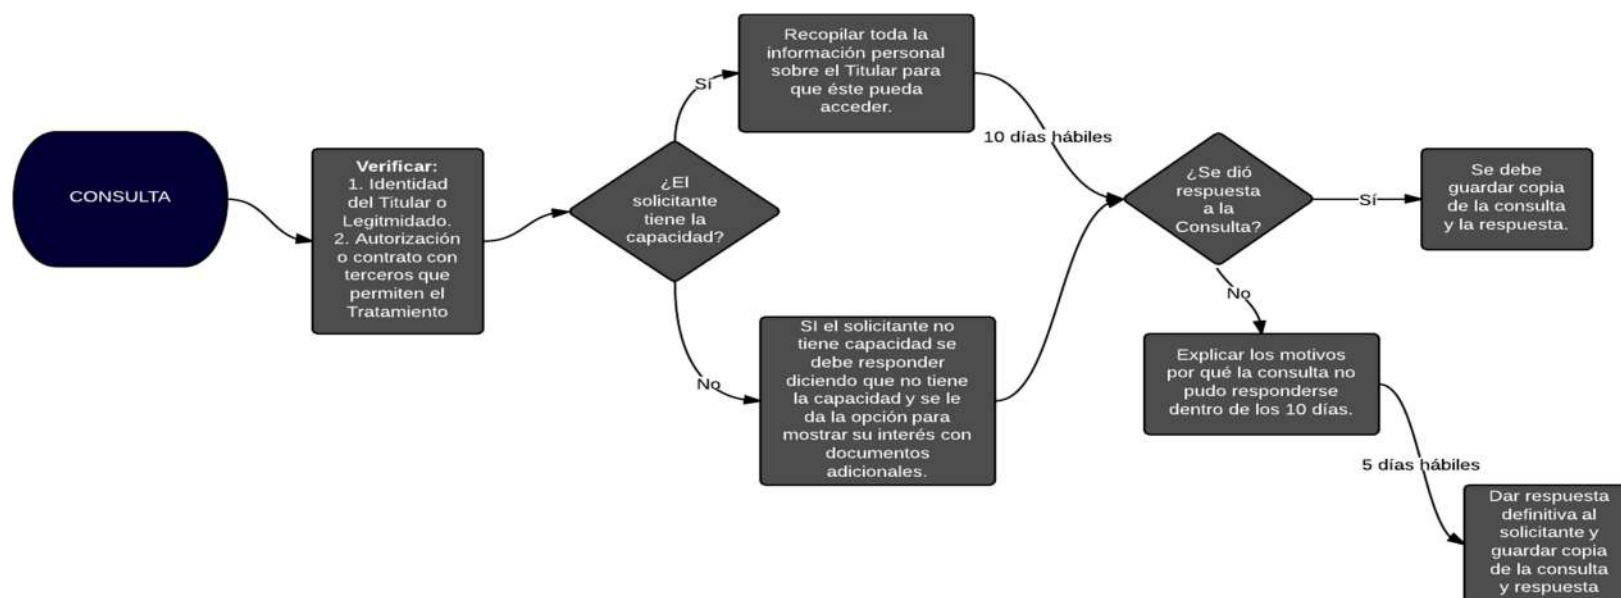 CONSULTA
Verificar:
1. Identidad
del Titular o
Legitmidado.
2. Autorización
o contrato con
terceros que
permiten el
Tratamiento
¿El
solicitante
tiene la
capacidad?
Sí
Recopilar toda la
información personal
sobre el Titular para
que éste pueda
acceder.
10 días hábiles
No
SI el solicitante no
tiene capacidad se
debe responder
diciendo que no tiene
la capacidad y se le
da la opción para
mostrar su interés con
documentos
adicionales.
¿Se dió
respuesta
a la
Consulta?
Sí
Se debe
guardar copia
de la consulta
y la respuesta.
No
Explicar los motivos
por qué la consulta no
pudo responderse
dentro de los 10 días.
5 días hábiles
Dar respuesta
definitiva al
solicitante y
guardar copia
de la consulta
y respuesta